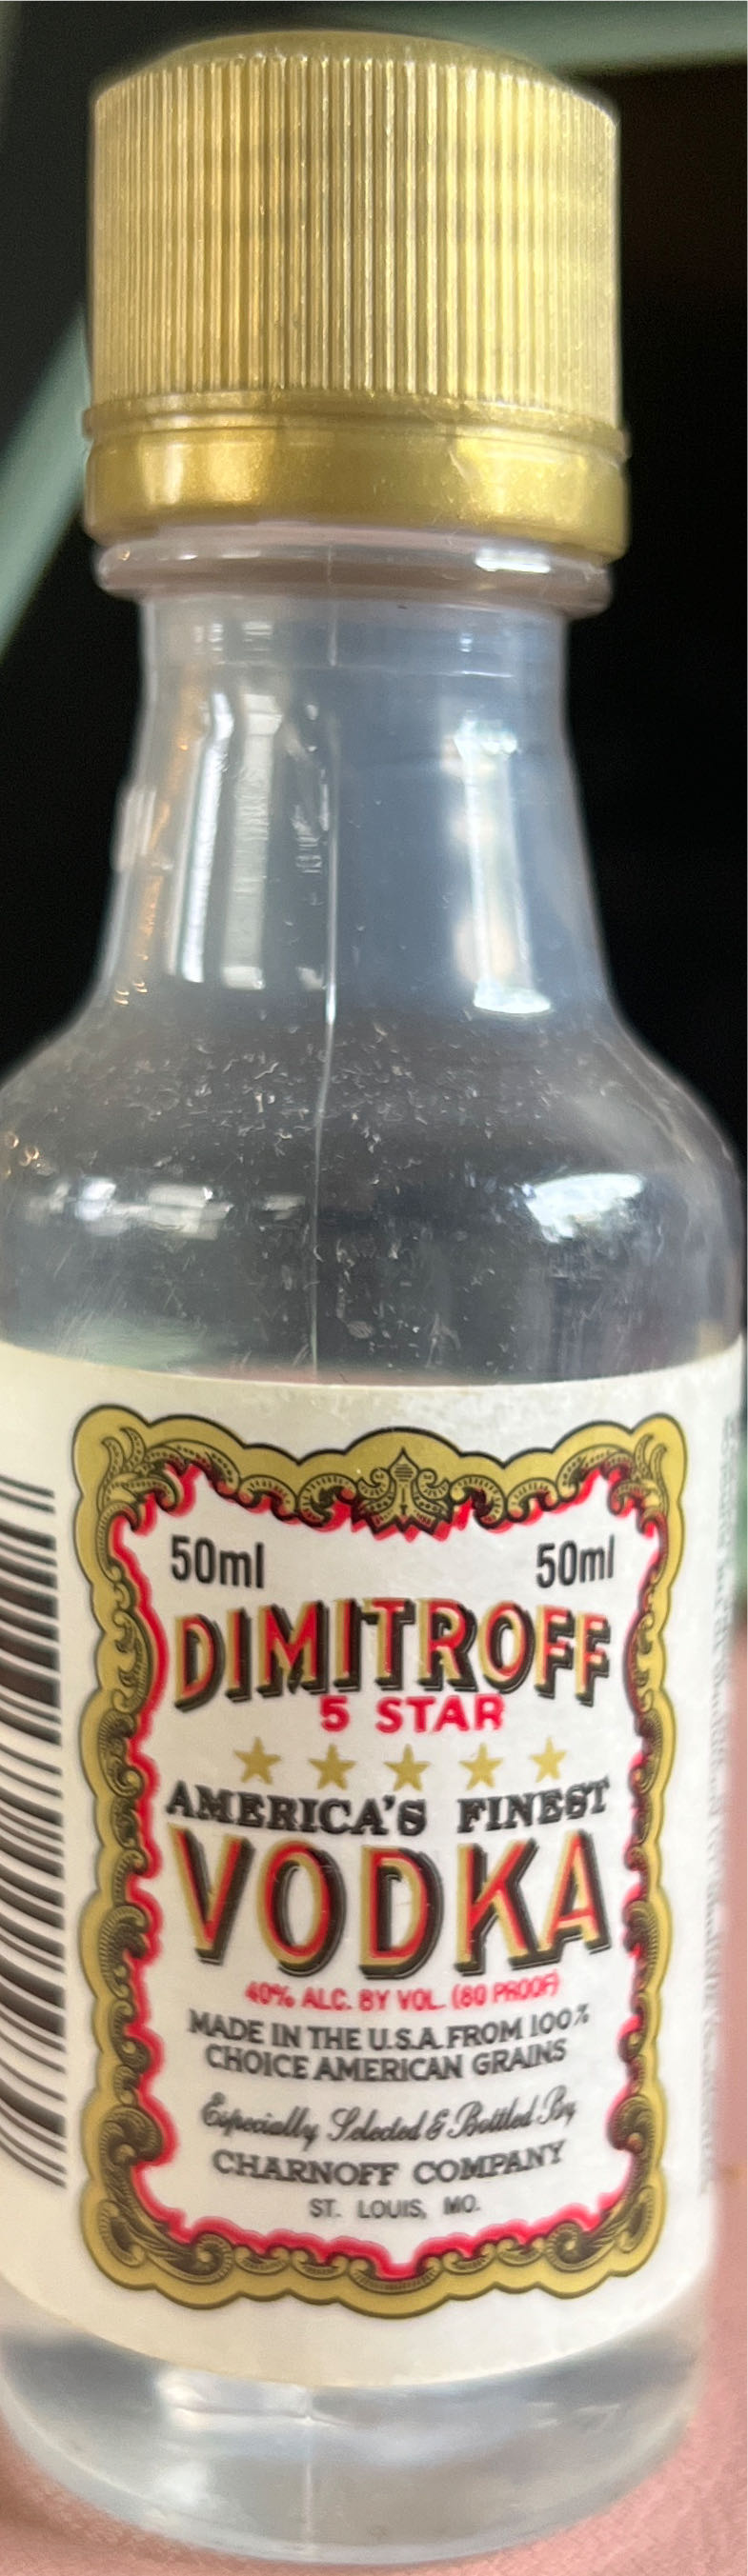 50ml 50ml
DIMITROFF
5 STAR
AMERICA'S FINEST
VODKA
40% ALC. BY VOL. (80 PROOF)
MADE IN THE U.S.A. FROM 100%
CHOICE AMERICAN GRAINS
Especially Selected & Bottled By
CHARNOFF COMPANY
ST. LOUIS, MO.